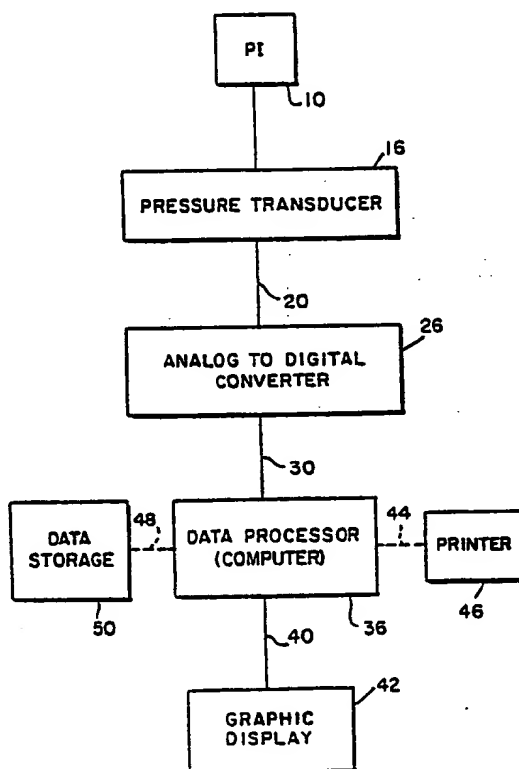 PI
10
16
PRESSURE TRANSDUCER
20
26
ANALOG TO DIGITAL
CONVERTER
30
DATA
STORAGE
50
48
DATA PROCESSOR
(COMPUTER)
36
44
PRINTER
46
40
42
GRAPHIC
DISPLAY